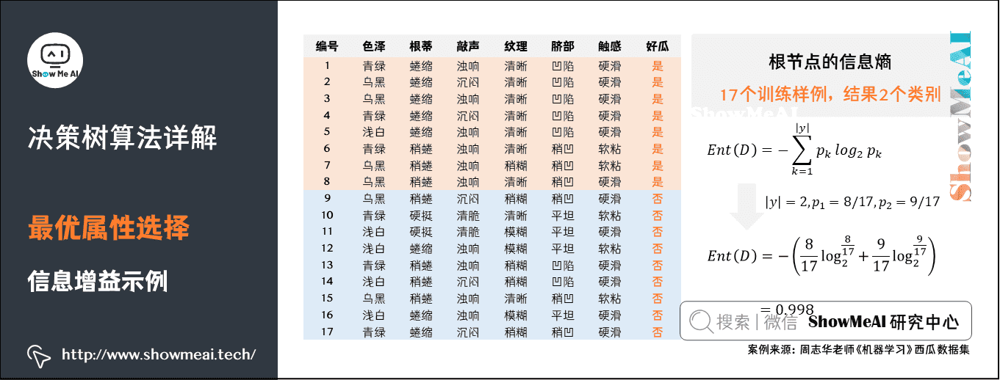 Show Me AI
决策树算法详解
最优属性选择
信息增益示例
http://www.showmeai.tech/
编号 色泽 根蒂 敲声 纹理 脐部 触感 好瓜
1 青绿 蜷缩 浊响 清晰 凹陷 硬滑 是
2 乌黑 蜷缩 沉闷 清晰 凹陷 硬滑 是
3 乌黑 蜷缩 浊响 清晰 凹陷 硬滑 是
4 青绿 蜷缩 沉闷 清晰 凹陷 硬滑 是
5 浅白 蜷缩 浊响 清晰 凹陷 硬滑 是
6 青绿 稍蜷 浊响 清晰 稍凹 软粘 是
7 乌黑 稍蜷 浊响 稍糊 稍凹 软粘 是
8 乌黑 稍蜷 浊响 清晰 稍凹 硬滑 是
9 乌黑 稍蜷 沉闷 稍糊 稍凹 硬滑 否
10 青绿 硬挺 清脆 清晰 平坦 软粘 否
11 浅白 硬挺 清脆 模糊 平坦 硬滑 否
12 浅白 蜷缩 浊响 模糊 平坦 软粘 否
13 青绿 稍蜷 浊响 稍糊 凹陷 硬滑 否
14 浅白 稍蜷 沉闷 稍糊 凹陷 硬滑 否
15 乌黑 稍蜷 浊响 清晰 稍凹 软粘 否
16 浅白 蜷缩 浊响 模糊 平坦 硬滑 否
17 青绿 蜷缩 沉闷 稍糊 稍凹 硬滑 否
根节点的信息熵
17个训练样例，结果2个类别
ShowMeAI
ShowMeAI
Ent(D) = −∑_{k=1}^{|y|} p_k log_2 p_k
|y| = 2, p_1 = 8/17, p_2 = 9/17
Ent(D) = −(8/17 log_2^{8/17} + 9/17 log_2^{9/17})
= 0.998
搜索 | 微信 ShowMeAI 研究中心
案例来源：周志华老师《机器学习》西瓜数据集